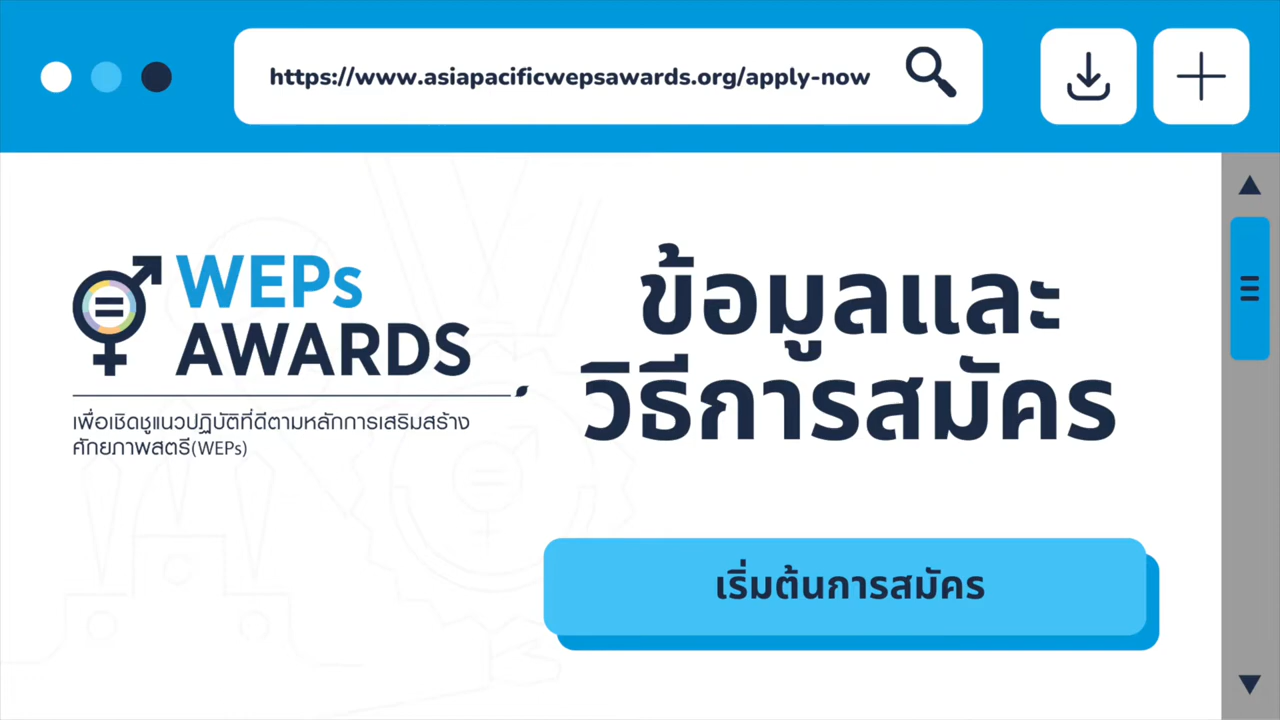 https://www.asiapacificwepsawards.org/apply-now
WEPs
AWARDS
เพื่อเชิดชูแนวปฏิบัติที่ดีตามหลักการเสริมสร้าง
ศักยภาพสตรี(WEPs)
ข้อมูลและ
วิธีการสมัคร
เริ่มต้นการสมัคร